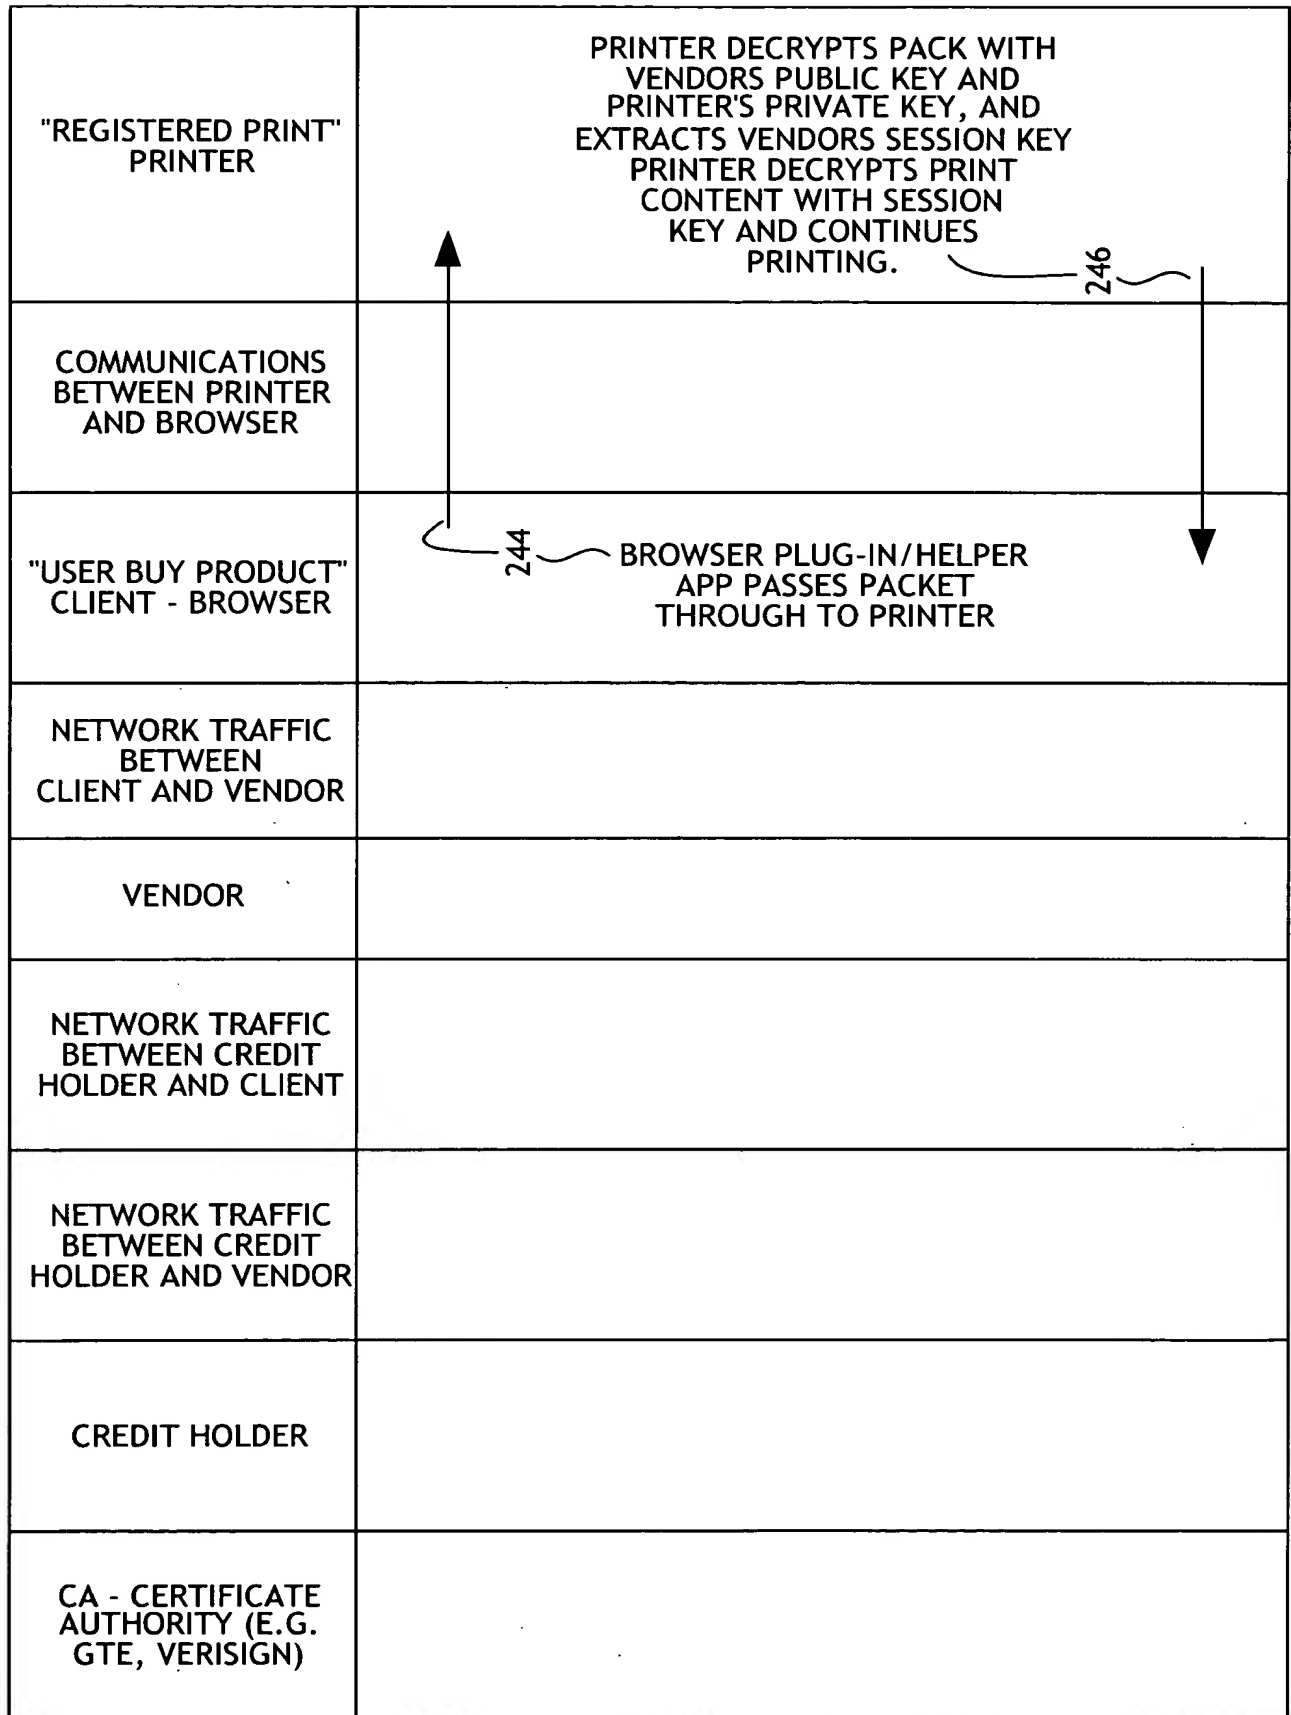 "REGISTERED PRINT"
PRINTER
PRINTER DECRYPTS PACK WITH
VENDORS PUBLIC KEY AND
PRINTER'S PRIVATE KEY, AND
EXTRACTS VENDORS SESSION KEY
PRINTER DECRYPTS PRINT
CONTENT WITH SESSION
KEY AND CONTINUES
PRINTING.
246
COMMUNICATIONS
BETWEEN PRINTER
AND BROWSER
"USER BUY PRODUCT"
CLIENT - BROWSER
244
BROWSER PLUG-IN/HELPER
APP PASSES PACKET
THROUGH TO PRINTER
NETWORK TRAFFIC
BETWEEN
CLIENT AND VENDOR
VENDOR
NETWORK TRAFFIC
BETWEEN CREDIT
HOLDER AND CLIENT
NETWORK TRAFFIC
BETWEEN CREDIT
HOLDER AND VENDOR
CREDIT HOLDER
CA - CERTIFICATE
AUTHORITY (E.G.
GTE, VERISIGN)